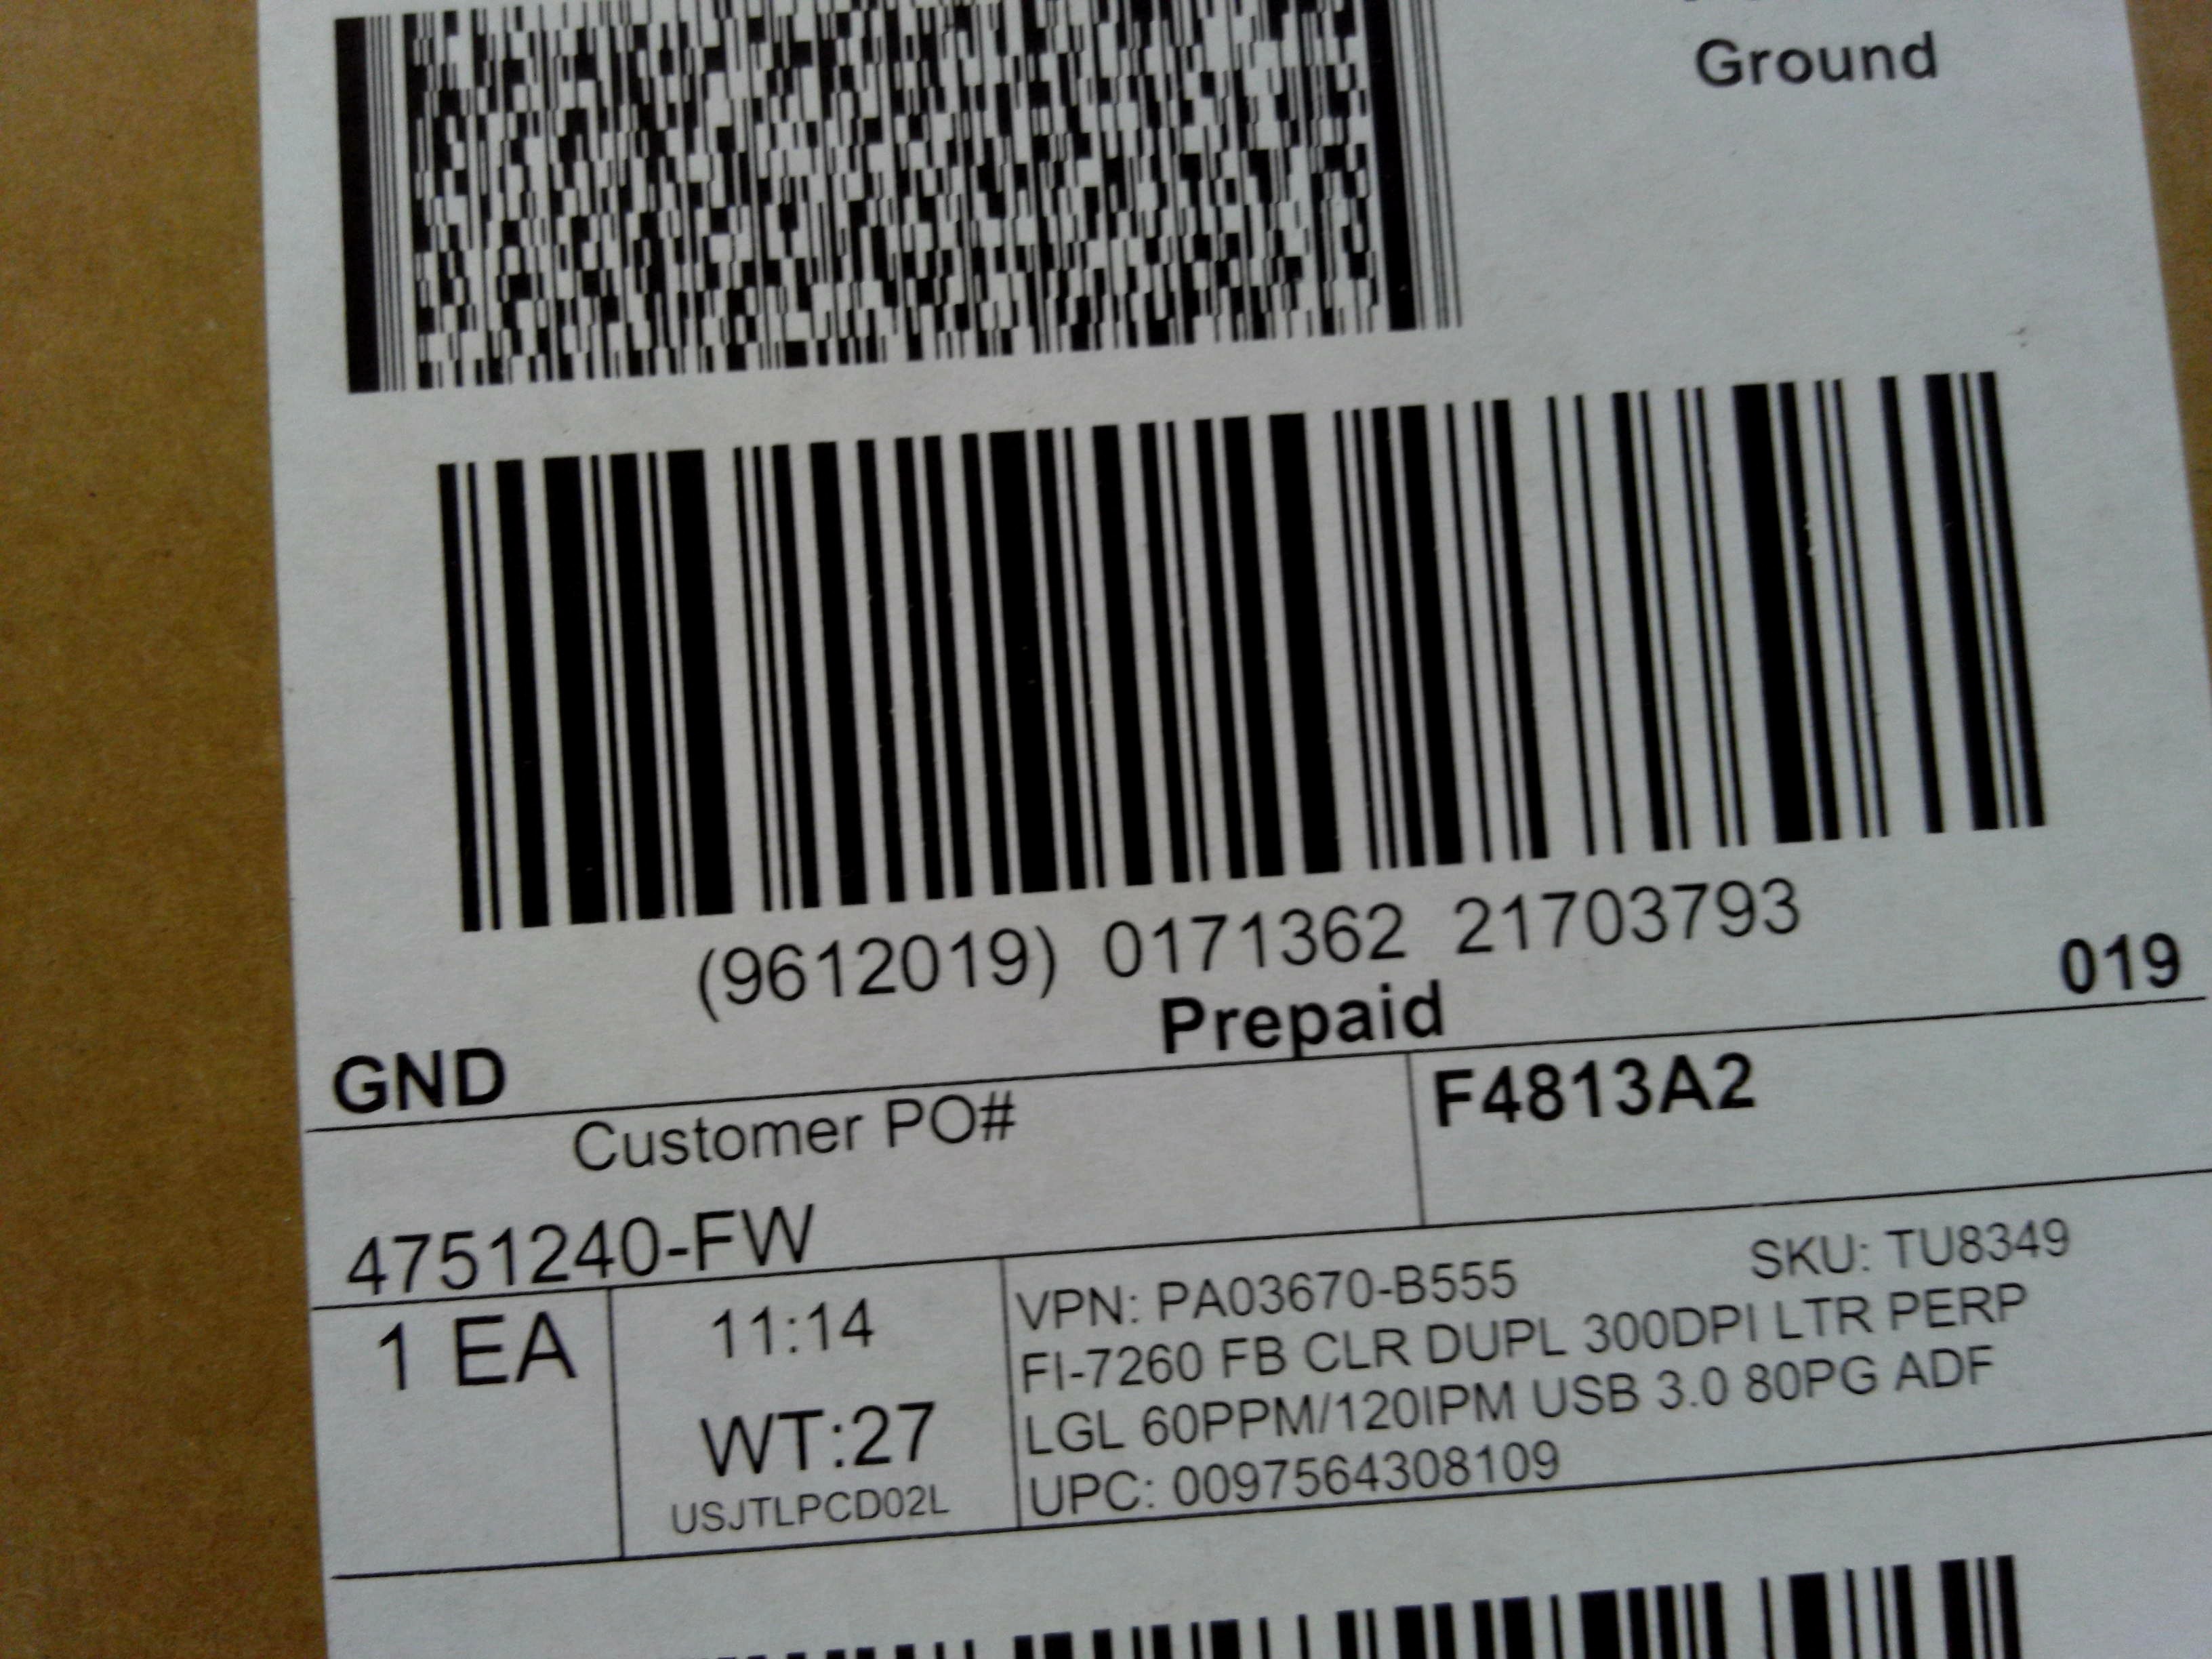 Ground
(9612019) 0171362 21703793
Prepaid
019
GND
Customer PO#
F4813A2
4751240-FW
1 EA
11:14
WT:27
USJTLPCD02L
VPN: PA03670-B555 SKU: TU8349
FI-7260 FB CLR DUPL 300DPI LTR PERP
LGL 60PPM/120IPM USB 3.0 80PG ADF
UPC: 0097564308109